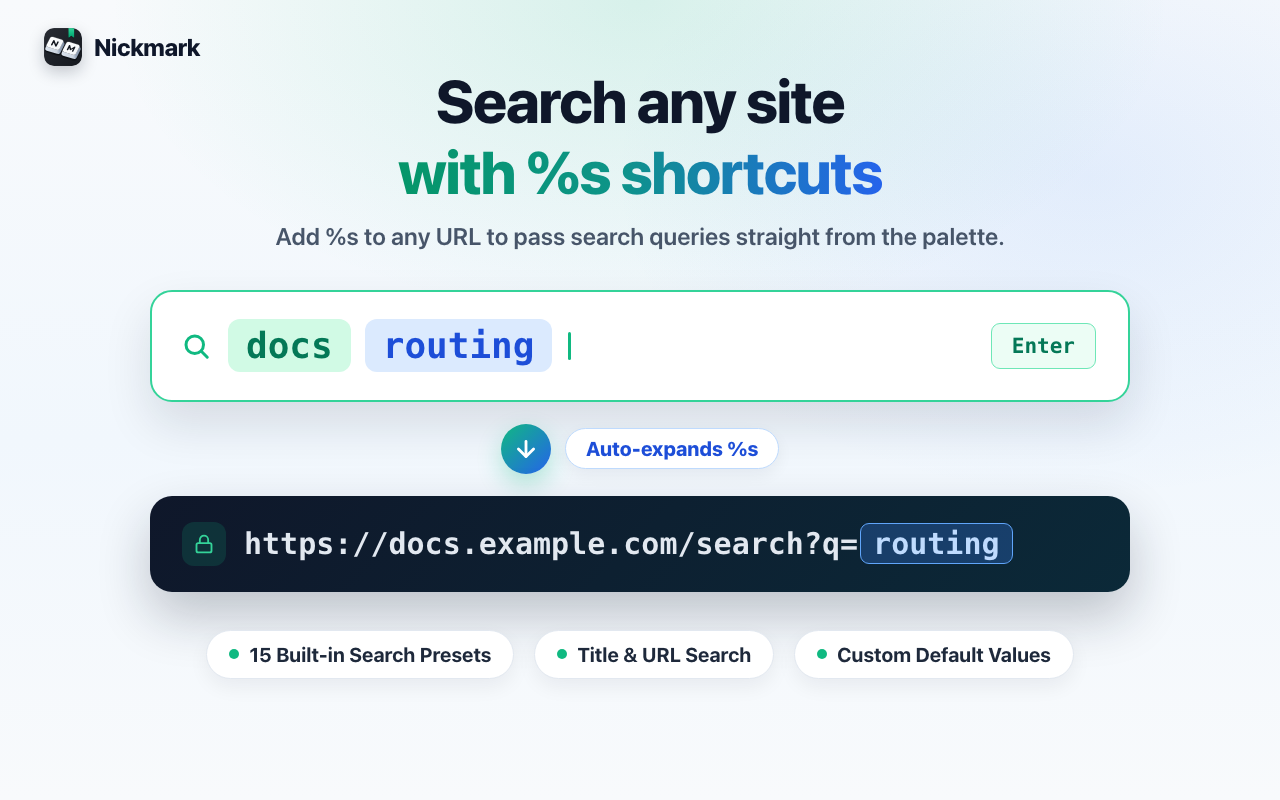 N M
Nickmark
Search any site
with %s shortcuts
Add %s to any URL to pass search queries straight from the palette.
docs routing Enter
Auto-expands %s
https://docs.example.com/search?q=routing
15 Built-in Search Presets
Title & URL Search
Custom Default Values